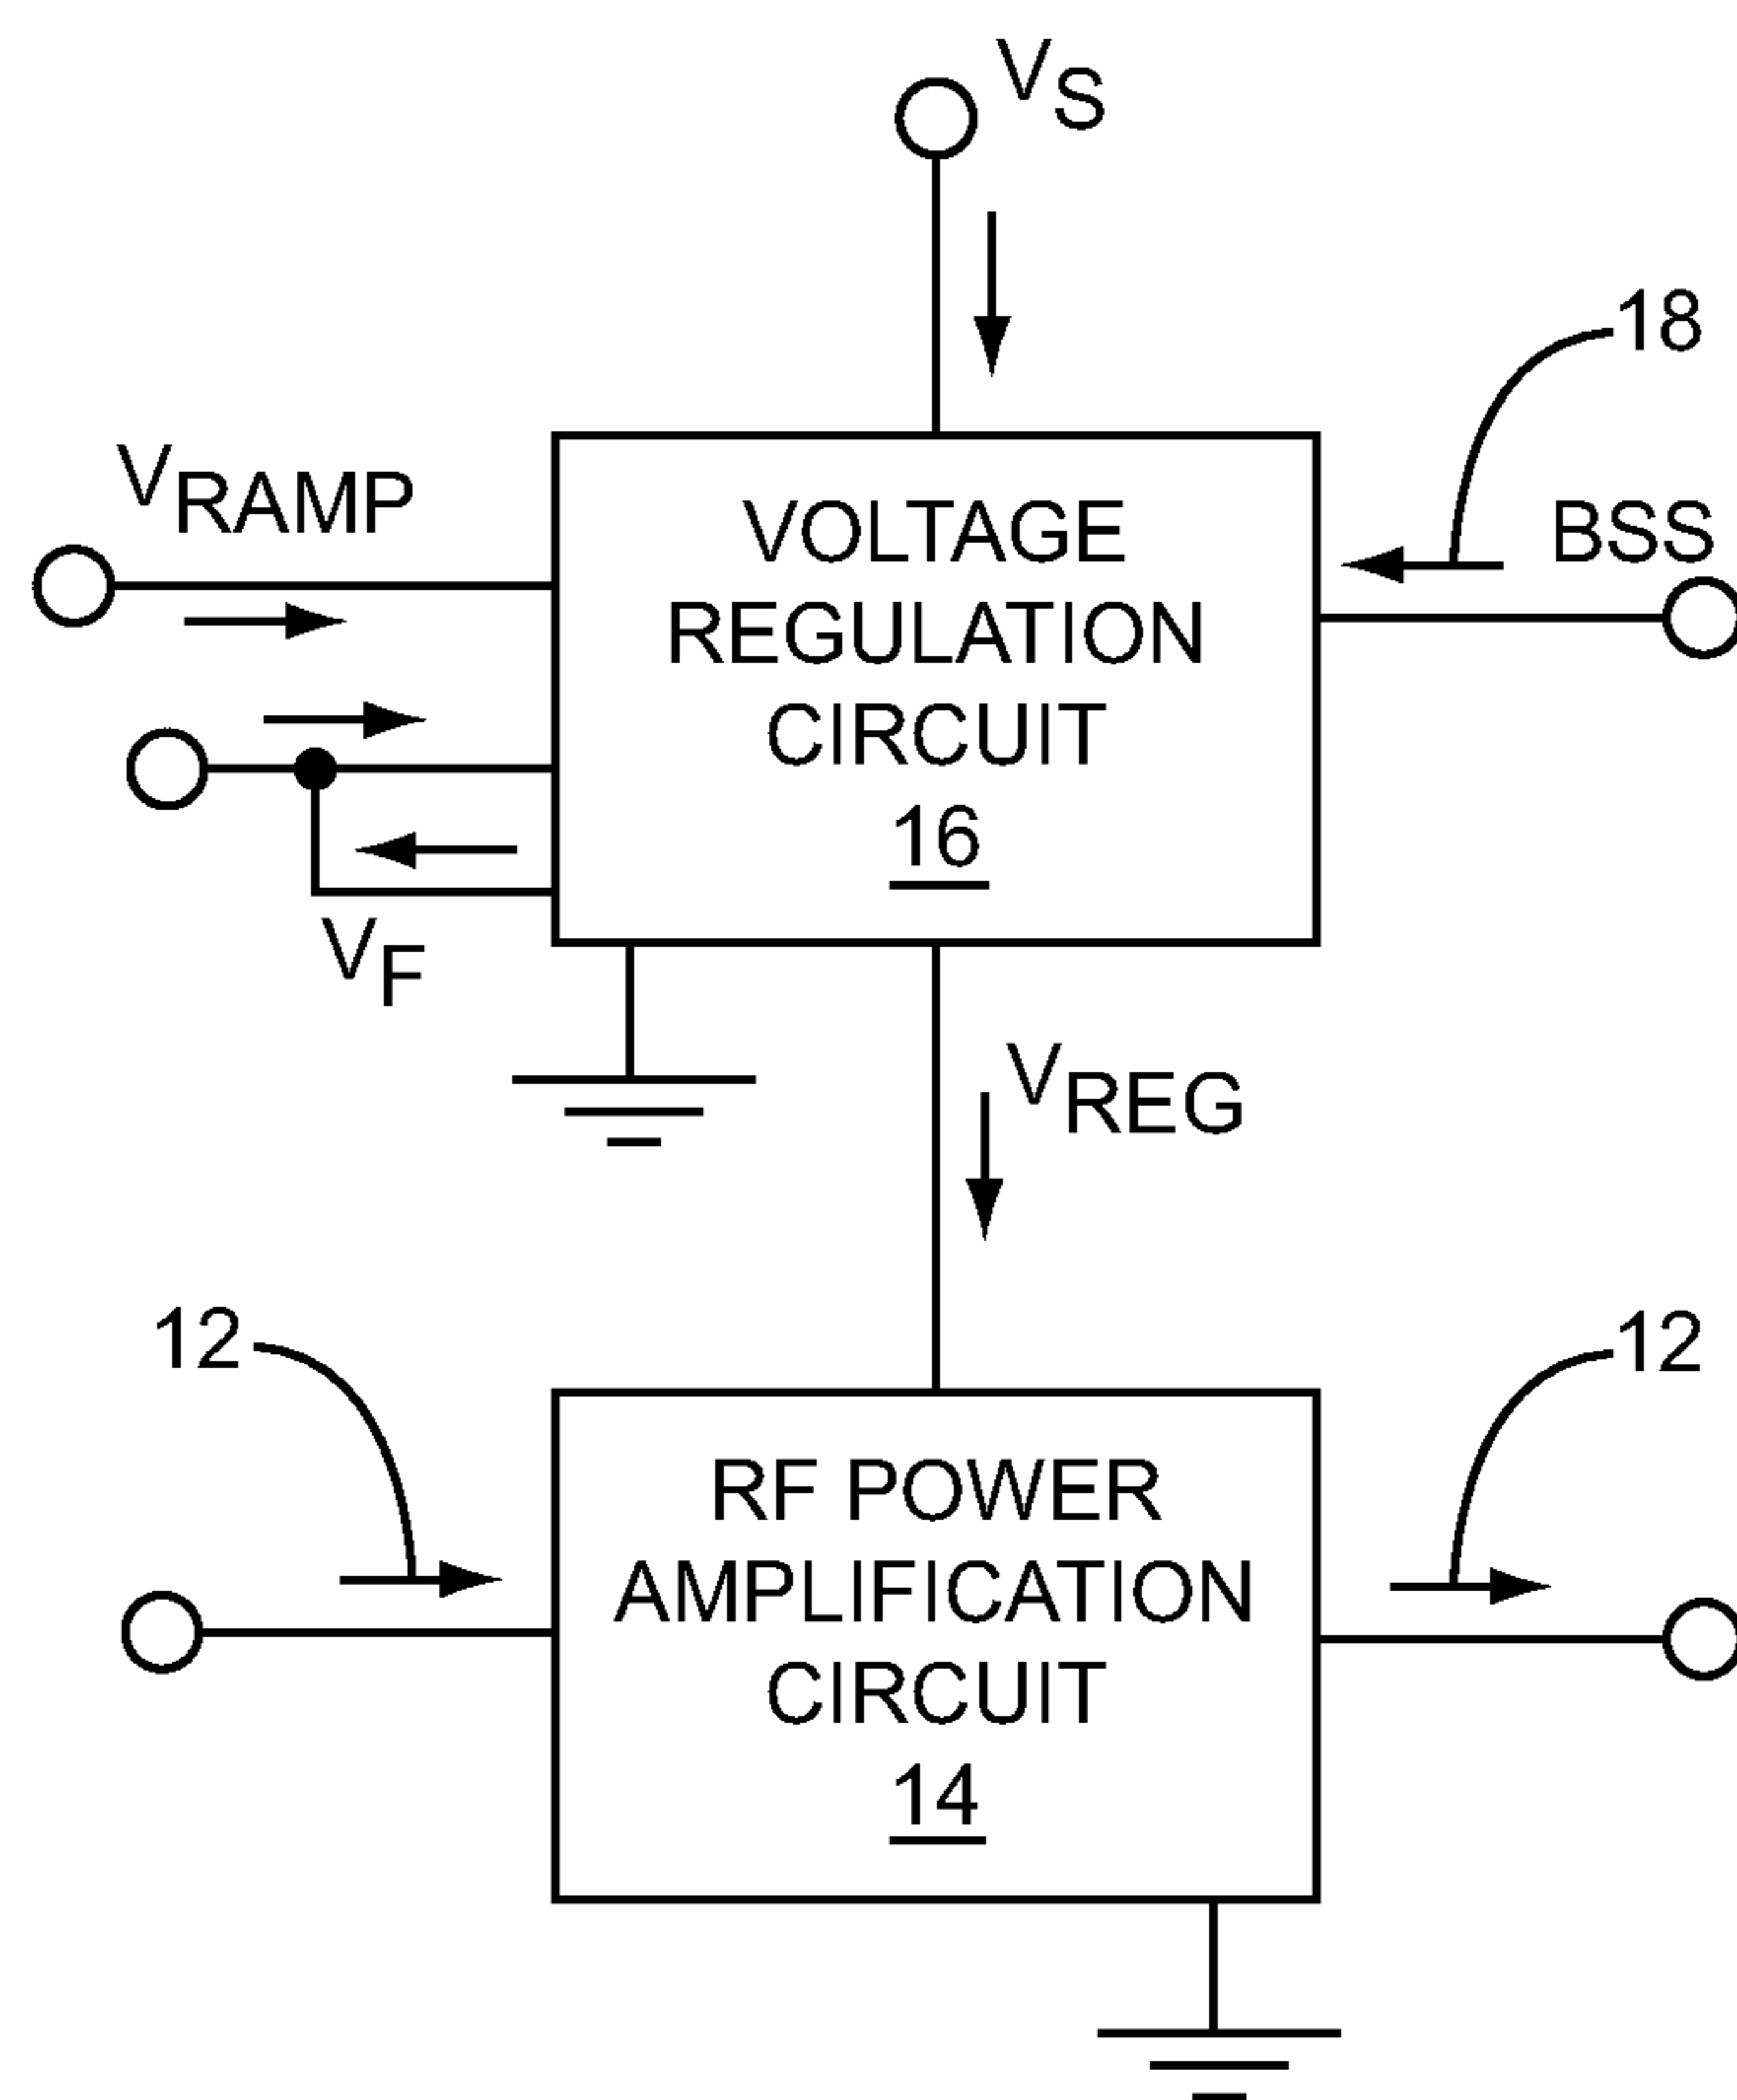 VS
18
VRAMP
BSS
VOLTAGE
REGULATION
CIRCUIT
16
VF
VREG
12
12
RF POWER
AMPLIFICATION
CIRCUIT
14